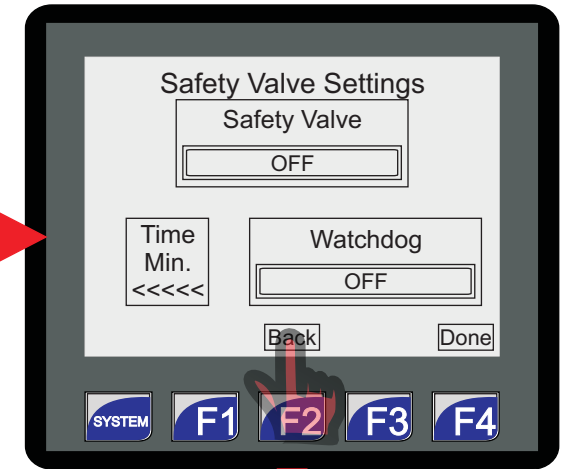 Safety Valve Settings
Safety Valve
OFF
Time
Min.
<<<<<
Watchdog
OFF
Back
Done
SYSTEM
F1
F2
F3
F4